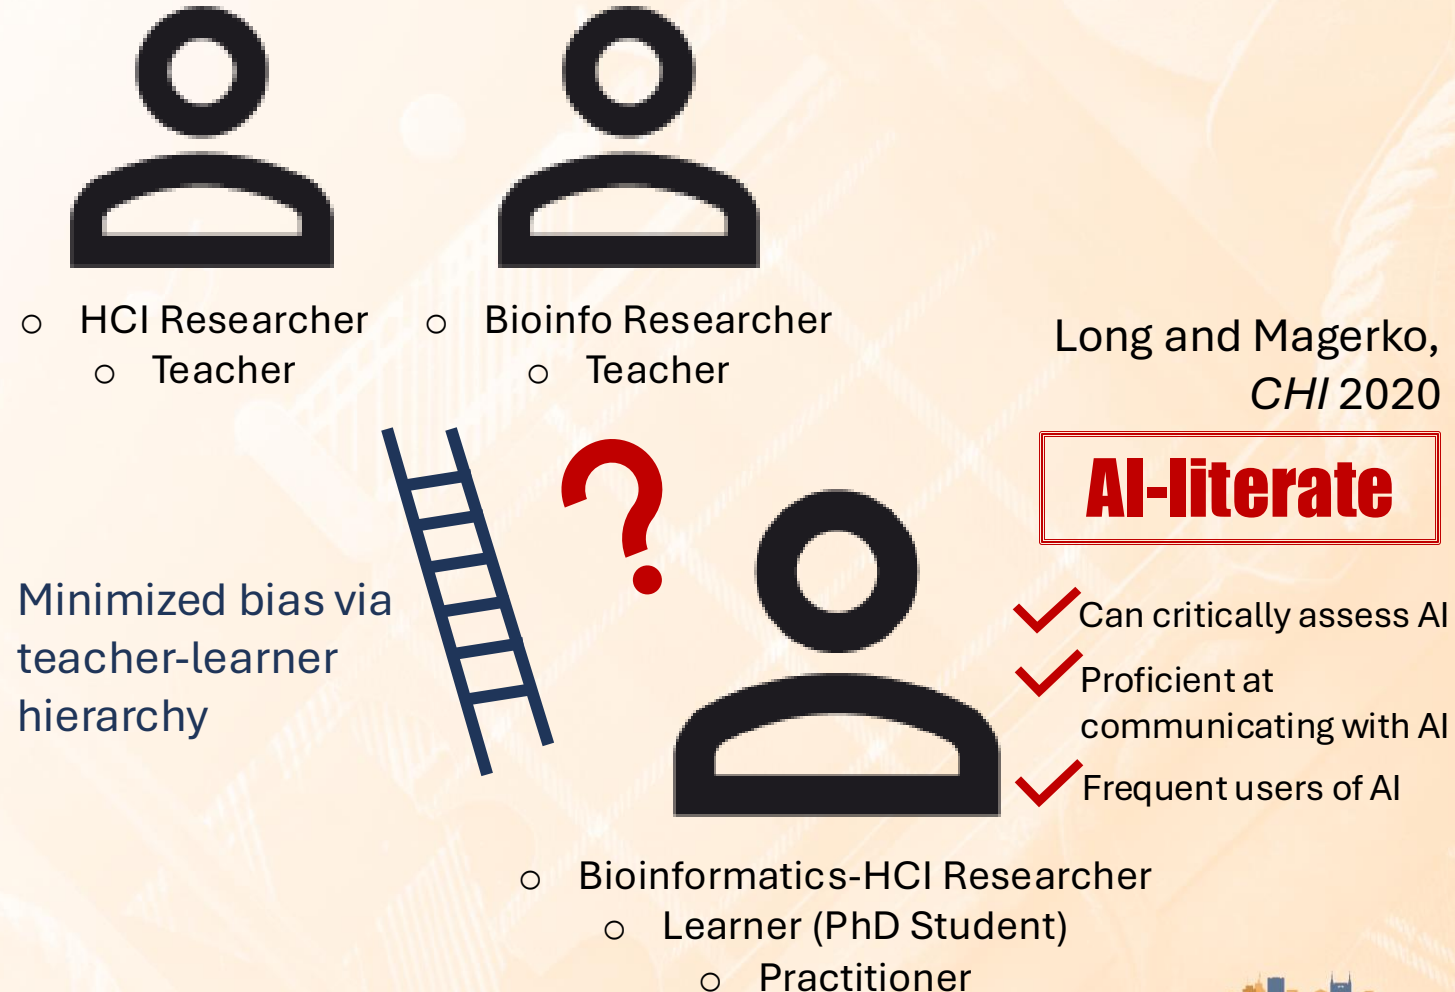 HCI Researcher
Teacher
Bioinfo Researcher
Teacher
Long and Magerko,
CHI 2020
AI-literate
?
Minimized bias via
teacher-learner
hierarchy
Can critically assess AI
Proficient at
communicating with AI
Frequent users of AI
Bioinformatics-HCI Researcher
Learner (PhD Student)
Practitioner